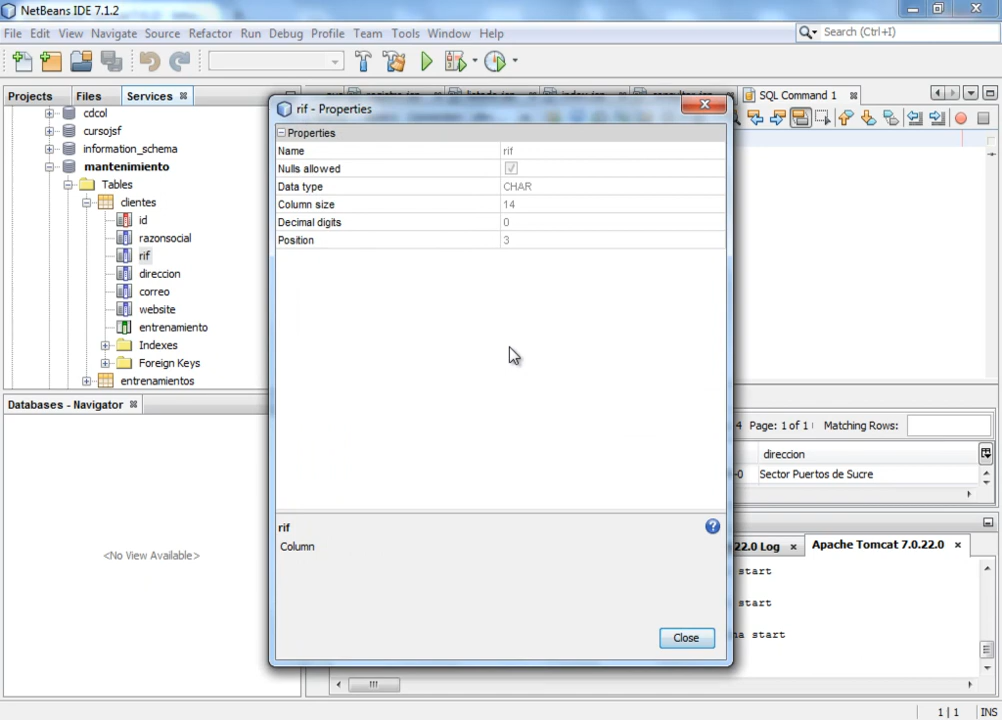 NetBeans IDE 7.1.2
File Edit View Navigate Source Refactor Run Debug Profile Team Tools Window Help
Search (Ctrl+I)
Projects Files Services
SQL Command 1
cdcol
cursojsf
information_schema
mantenimiento
Tables
clientes
id
razonsocial
rif
direccion
correo
website
entrenamiento
Indexes
Foreign Keys
entrenamientos
Databases - Navigator
<No View Available>
rif - Properties
Properties
Name rif
Nulls allowed
Data type CHAR
Column size 14
Decimal digits 0
Position 3
rif
Column
Close
4 Page: 1 of 1 Matching Rows:
direccion
-0 Sector Puertos de Sucre
22.0 Log Apache Tomcat 7.0.22.0
start
start
na start
1 | 1 INS